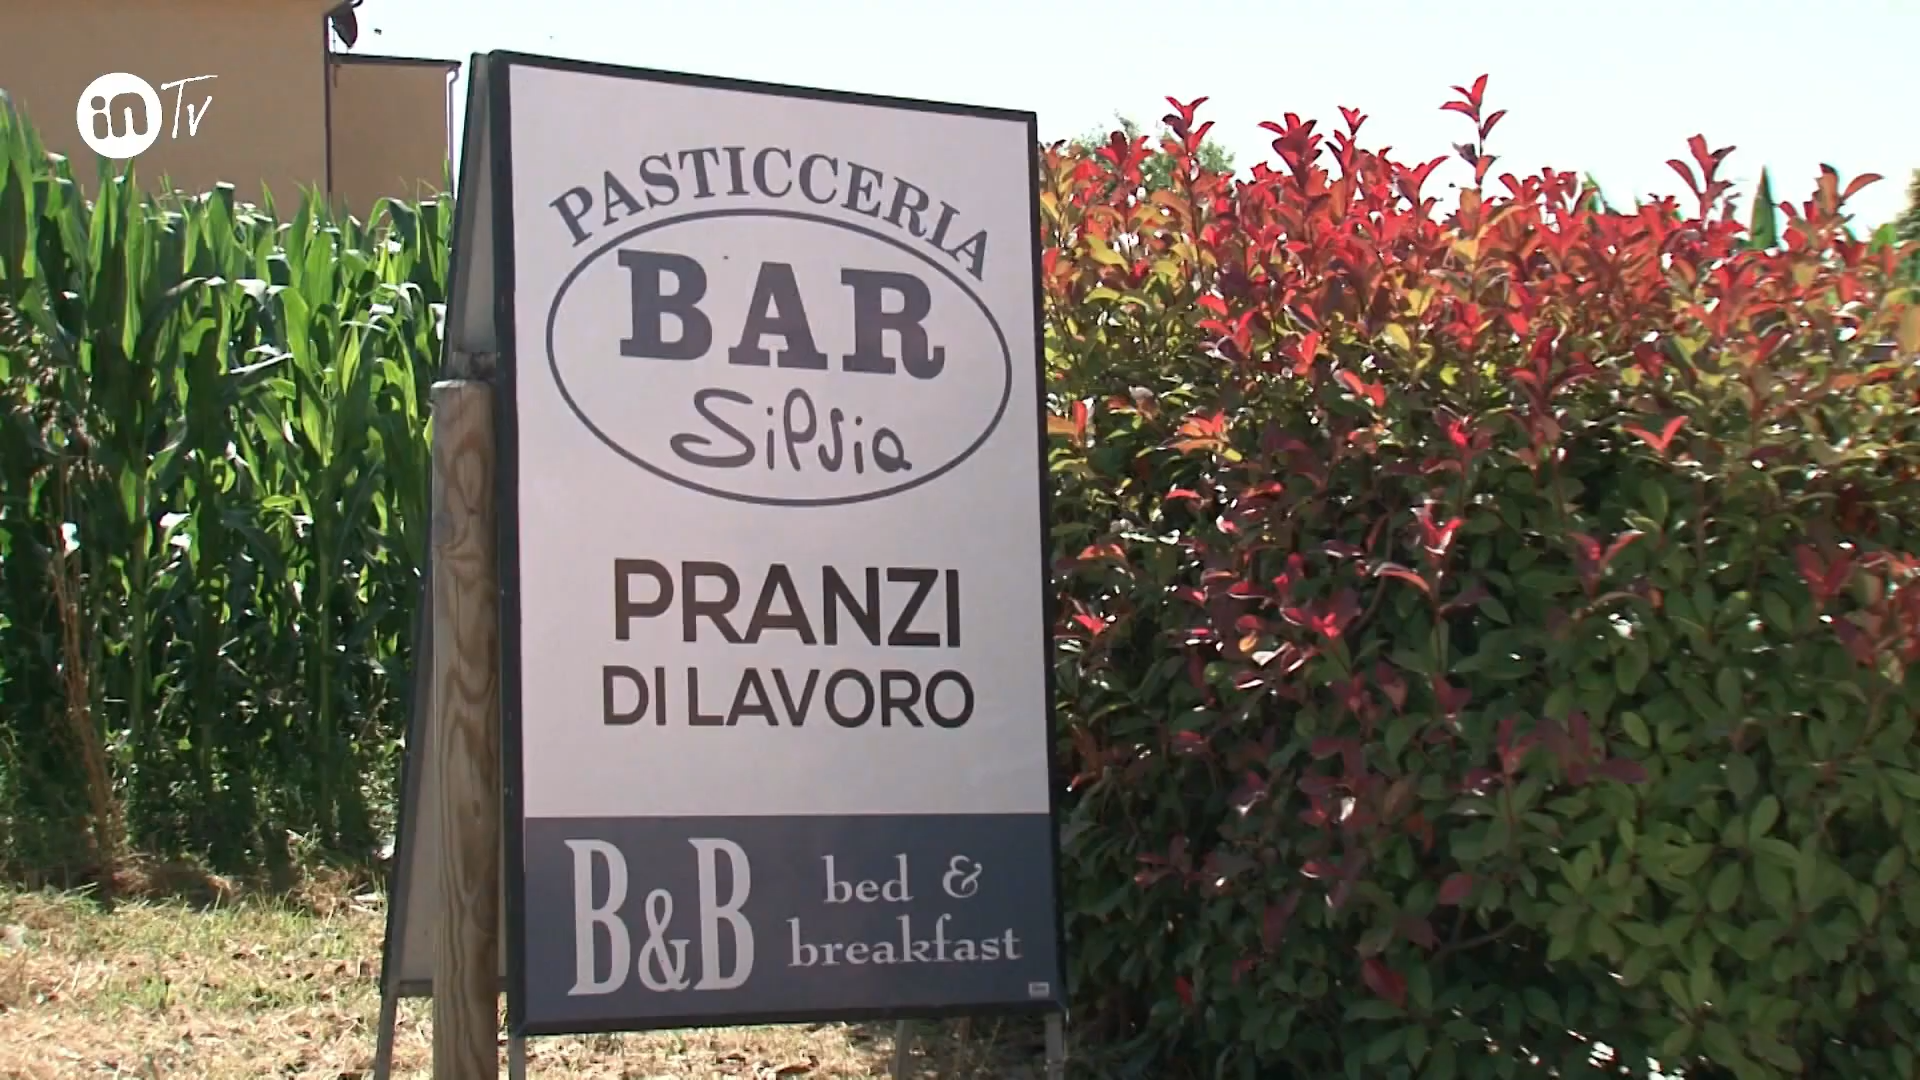 in Tv
PASTICCERIA
BAR
Silsia
PRANZI
DI LAVORO
B&B bed &
breakfast